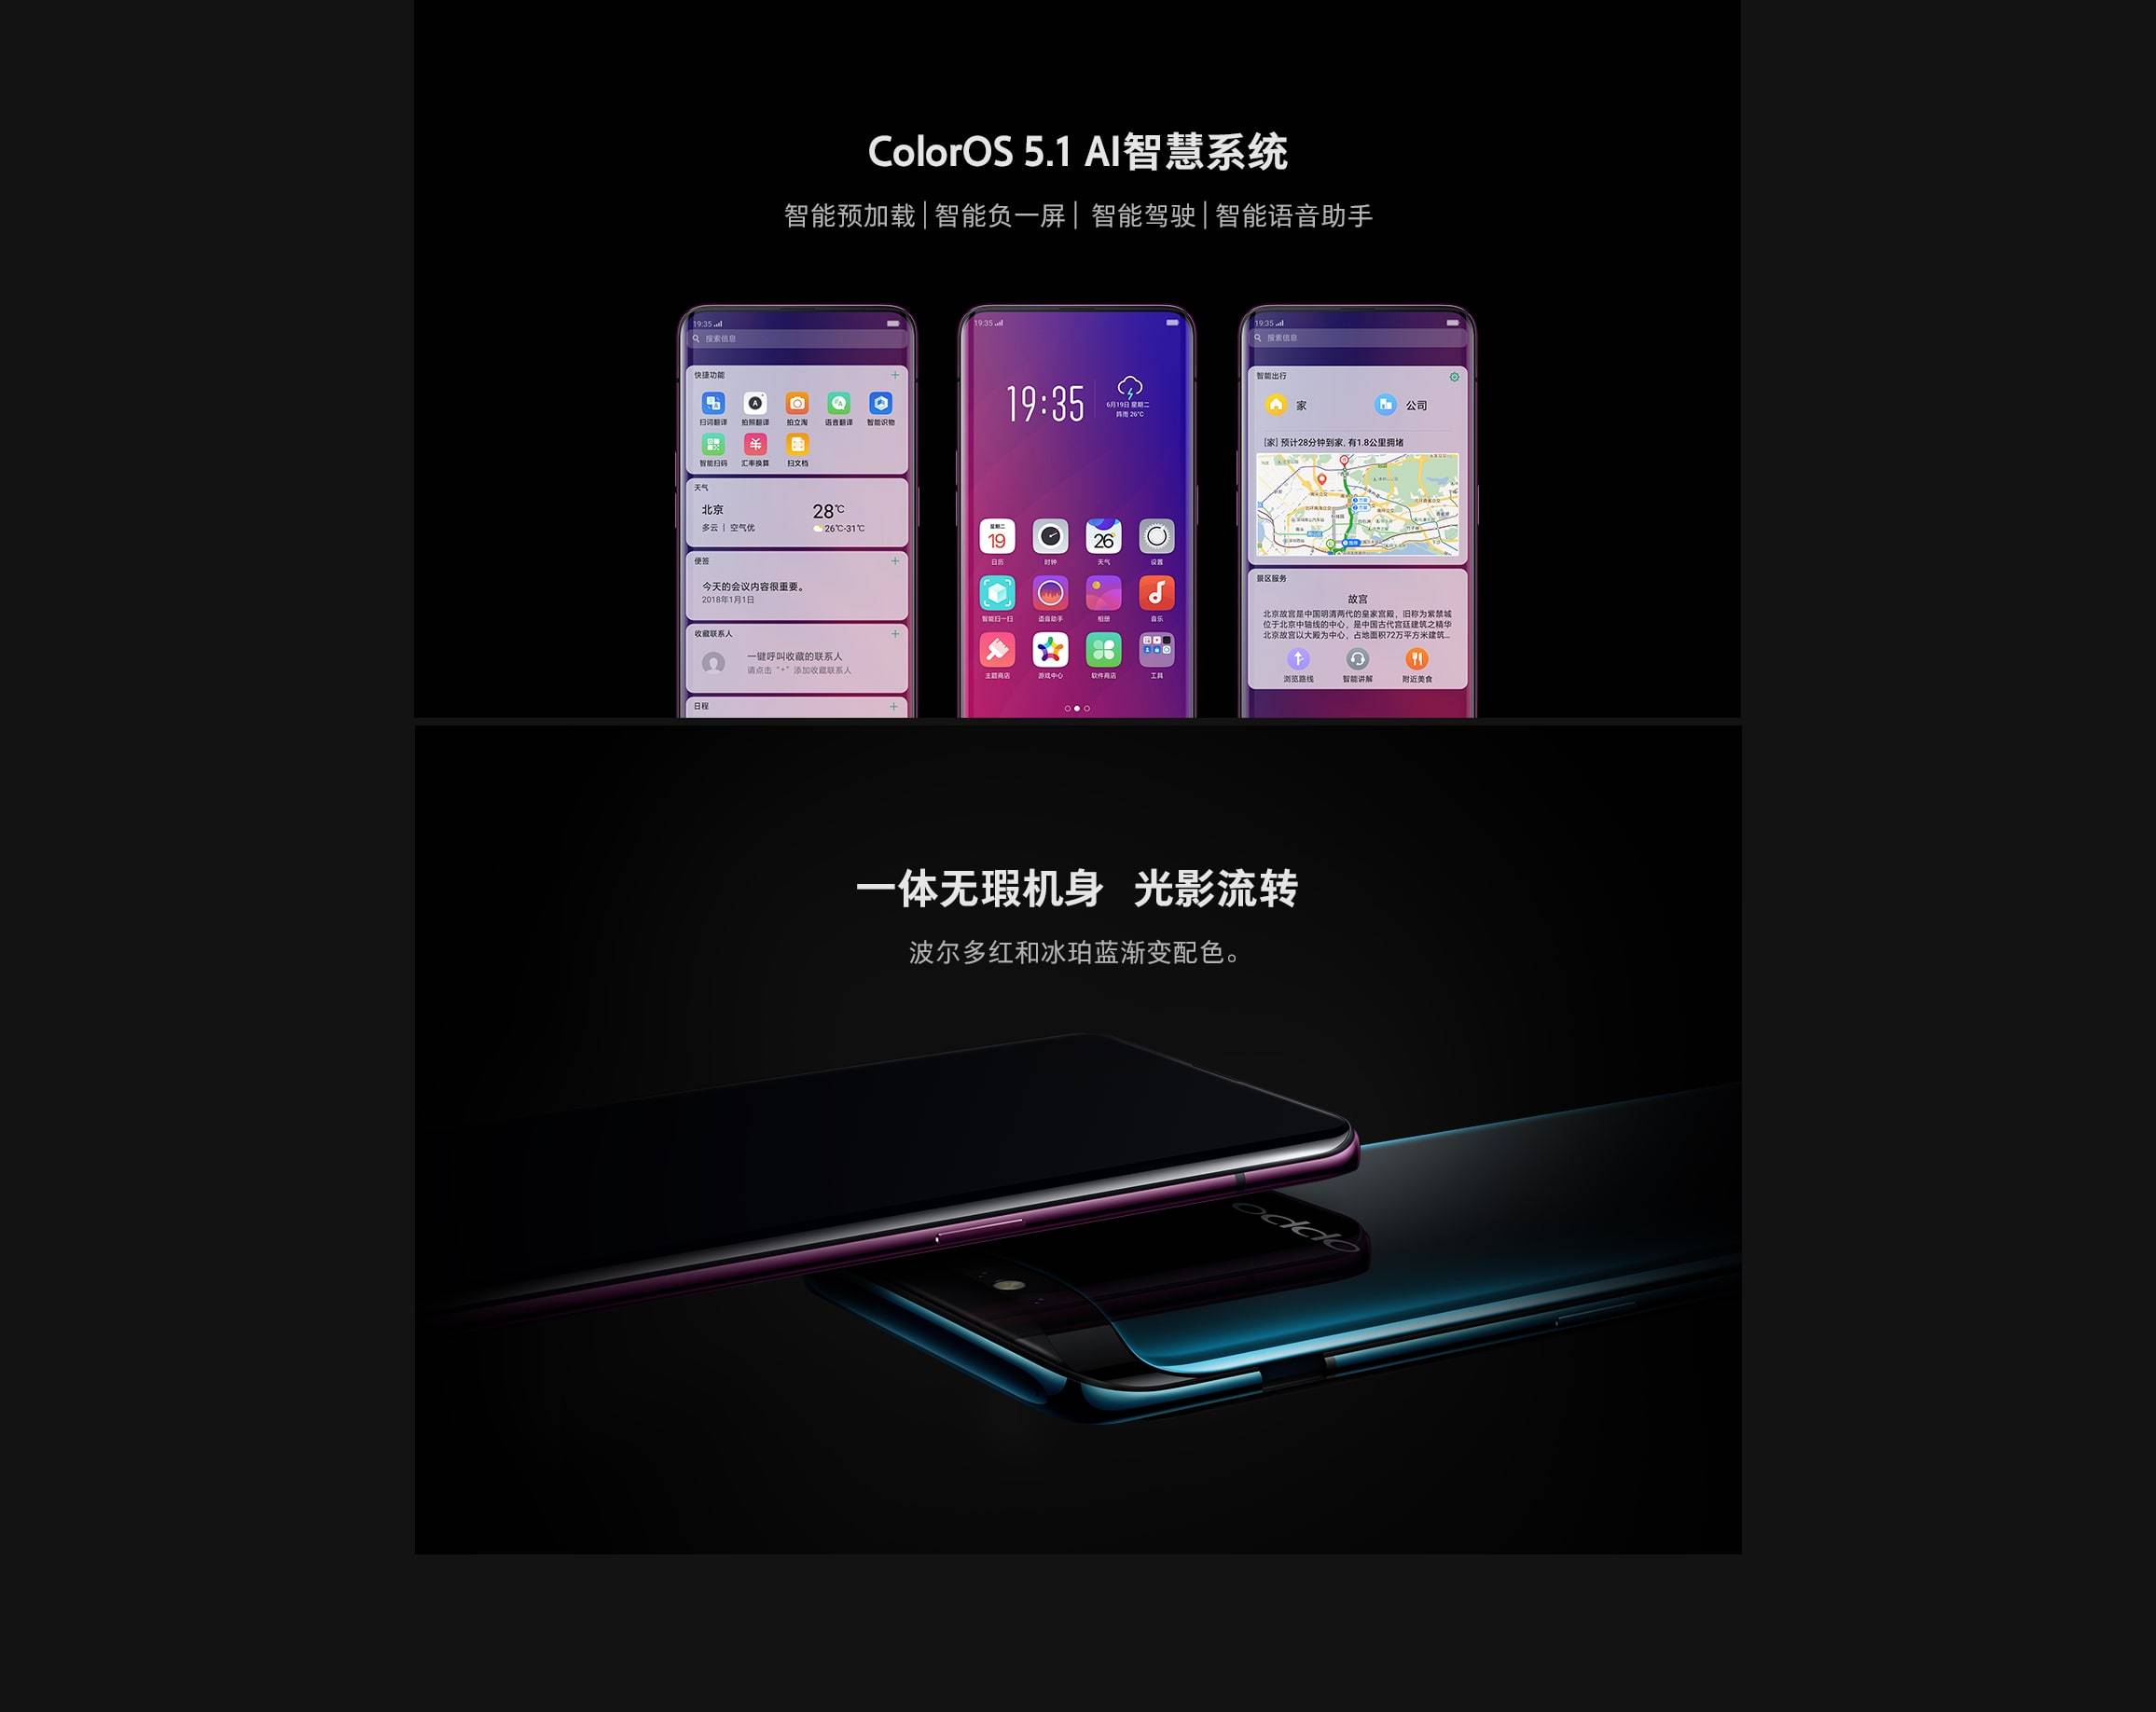 ColorOS 5.1 AI智慧系统
智能预加载|智能负一屏| 智能驾驶|智能语音助手
19:35
搜索信息
快捷功能
扫词翻译 拍照翻译 拍立淘 语音翻译 智能识物
智能扫码 汇率换算 扫文档
天气
北京 28℃
多云 | 空气优 26℃-31℃
便签
今天的会议内容很重要。
2018年1月1日
收藏联系人
一键呼叫收藏的联系人
请点击“+”添加收藏联系人
日程
19:35
19:35
6月19日 星期二
阵雨 26℃
星期二
19 26°
日历 时钟 天气 设置
智能扫一扫 语音助手 相册 音乐
主题商店 游戏中心 软件商店 工具
19:35
搜索信息
智能出行
家 公司
[家] 预计28分钟到家, 有1.8公里拥堵
景区服务
故宫
北京故宫是中国明清两代的皇家宫殿，旧称为紫禁城
位于北京中轴线的中心，是中国古代宫廷建筑之精华
北京故宫以大殿为中心，占地面积72万平方米建筑...
浏览路线 智能讲解 附近美食
一体无瑕机身 光影流转
波尔多红和冰珀蓝渐变配色。
oppo